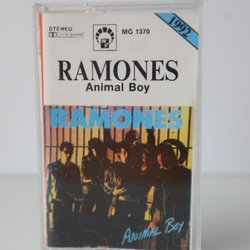 STEREO
MG 1370
1992
RAMONES
Animal Boy
RAMONES
ANIMAL BOY